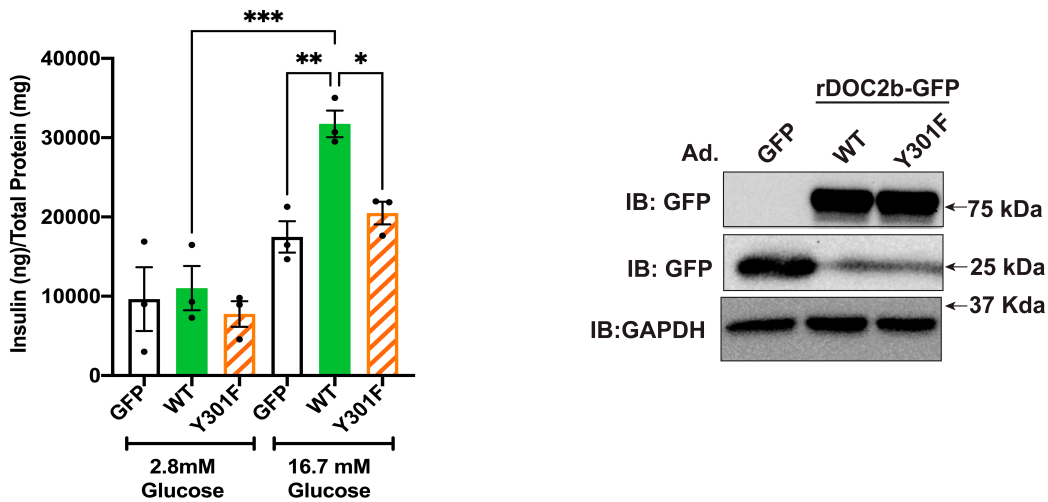 ***
** *
Insulin (ng)/Total Protein (mg)
40000
30000
20000
10000
0
GFP WT Y301F GFP WT Y301F
2.8mM
Glucose
16.7 mM
Glucose
rDOC2b-GFP
Ad. GFP WT Y301F
IB: GFP
75 kDa
IB: GFP
25 kDa
37 Kda
IB:GAPDH